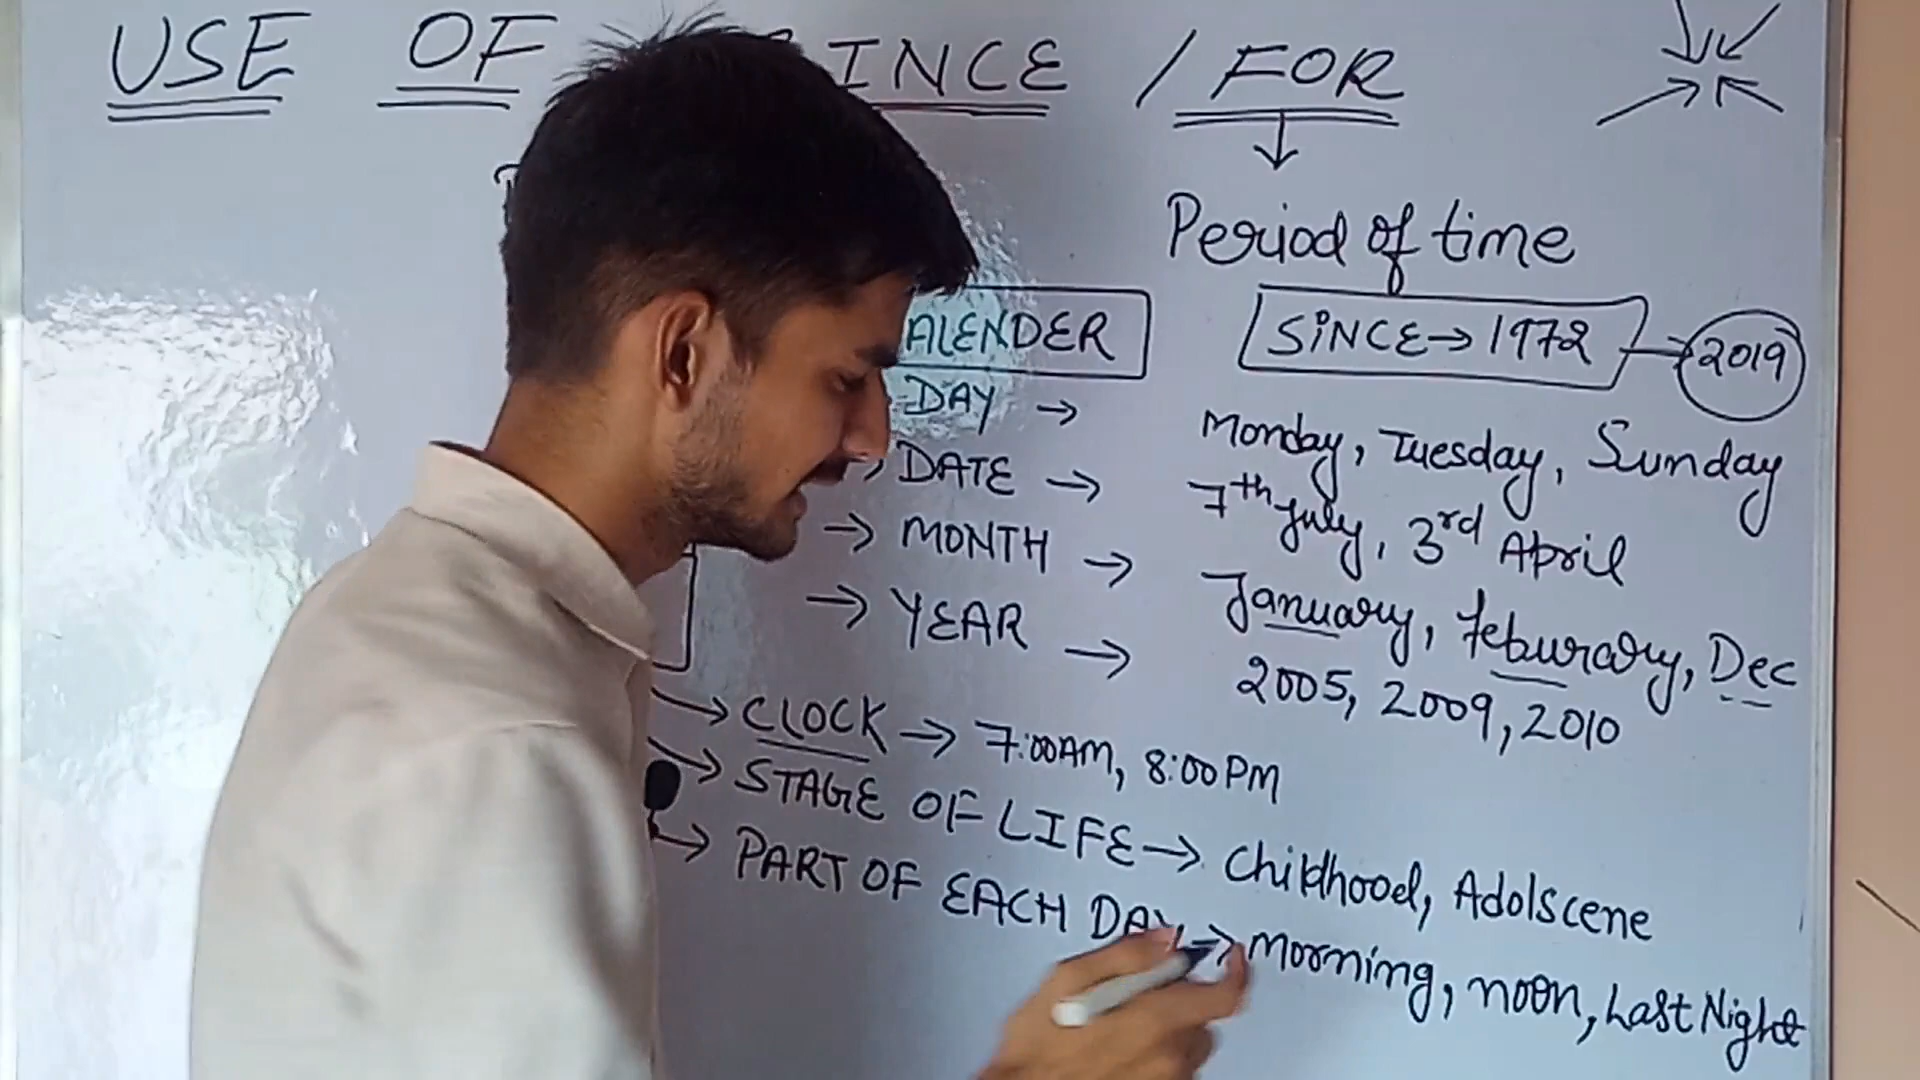 USE OF SINCE / FOR
Period of time
ALENDER
SINCE → 1972 → 2019
DAY → Monday, Tuesday, Sunday
→ DATE → 7th July, 3rd April
→ MONTH → January, Feburary, Dec
→ YEAR → 2005, 2009, 2010
→ CLOCK → 7:00AM, 8:00PM
→ STAGE OF LIFE → Childhood, Adolscene
→ PART OF EACH DAY → Morning, noon, Last Night